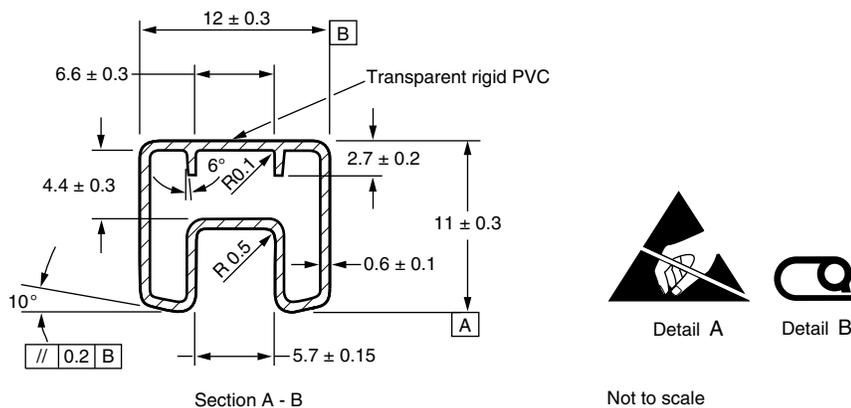 12 ± 0.3
B
6.6 ± 0.3
Transparent rigid PVC
6°
R0.1
2.7 ± 0.2
4.4 ± 0.3
11 ± 0.3
R 0.5
0.6 ± 0.1
10°
A
// 0.2 B
5.7 ± 0.15
Detail A
Detail B
Section A - B
Not to scale